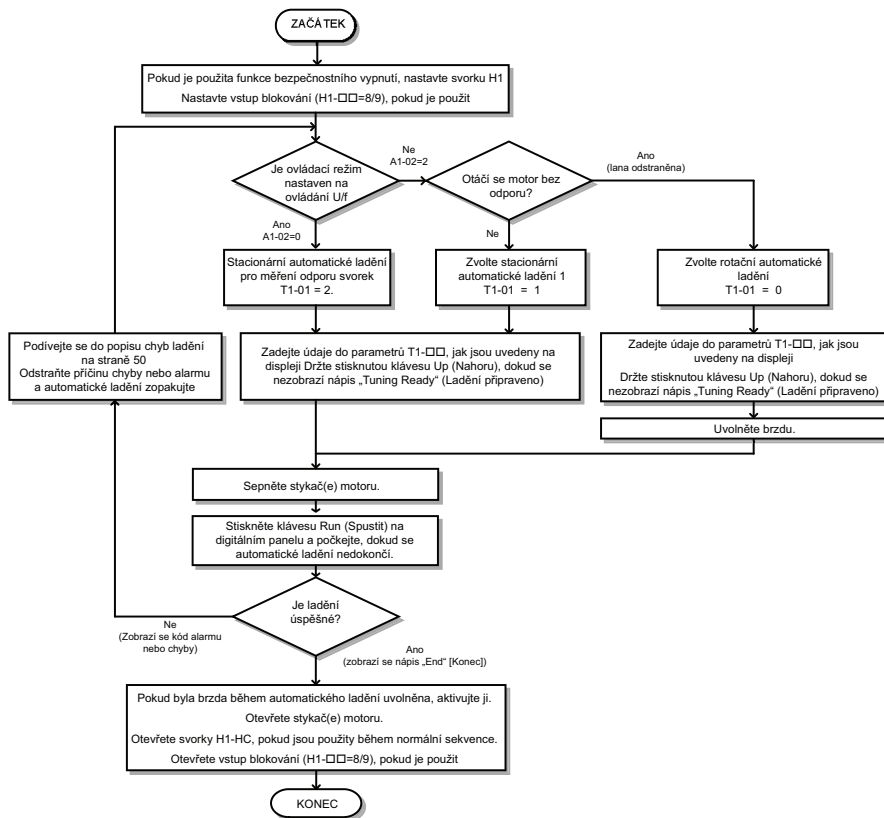 ZAČÁTEK
Pokud je použita funkce bezpečnostního vypnutí, nastavte svorku H1
Nastavte vstup blokování (H1-□□=8/9), pokud je použit
Je ovládací režim
nastaven na
ovládání U/f
Ne
A1-02=2
Otáčí se motor bez
odporu?
Ano
(lana odstraněna)
Ano
A1-02=0
Ne
Stacionární automatické ladění
pro měření odporu svorek
T1-01 = 2.
Zvolte stacionární
automatické ladění 1
T1-01 = 1
Zvolte rotační automatické
ladění
T1-01 = 0
Podívejte se do popisu chyb ladění
na straně 50
Odstraňte příčinu chyby nebo alarmu
a automatické ladění zopakujte
Zadejte údaje do parametrů T1-□□, jak jsou uvedeny na
displeji Držte stisknutou klávesu Up (Nahoru), dokud se
nezobrazí nápis „Tuning Ready“ (Ladění připraveno)
Zadejte údaje do parametrů T1-□□, jak jsou
uvedeny na displeji
Držte stisknutou klávesu Up (Nahoru), dokud se
nezobrazí nápis „Tuning Ready“ (Ladění připraveno)
Uvolněte brzdu.
Sepněte stykač(e) motoru.
Stiskněte klávesu Run (Spustit) na
digitálním panelu a počkejte, dokud se
automatické ladění nedokončí.
Je ladění
úspěšné?
Ne
(Zobrazí se kód alarmu
nebo chyby)
Ano
(zobrazí se nápis „End“ [Konec])
Pokud byla brzda během automatického ladění uvolněna, aktivujte ji.
Otevřete stykač(e) motoru.
Otevřete svorky H1-HC, pokud jsou použity během normální sekvence.
Otevřete vstup blokování (H1-□□=8/9), pokud je použit
KONEC